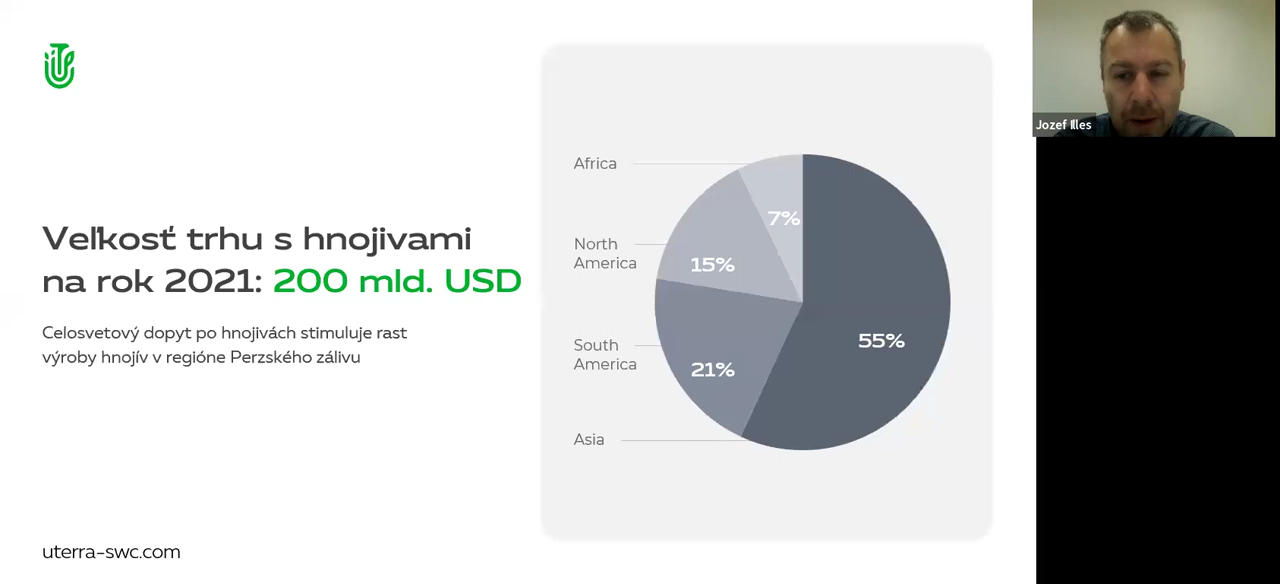 Veľkosť trhu s hnojivami
na rok 2021: 200 mld. USD
Celosvetový dopyt po hnojivách stimuluje rast
výroby hnojív v regióne Perzského zálivu
uterra-swc.com
Africa
7%
North
America
15%
South
America
21%
55%
Asia
Jozef Illes